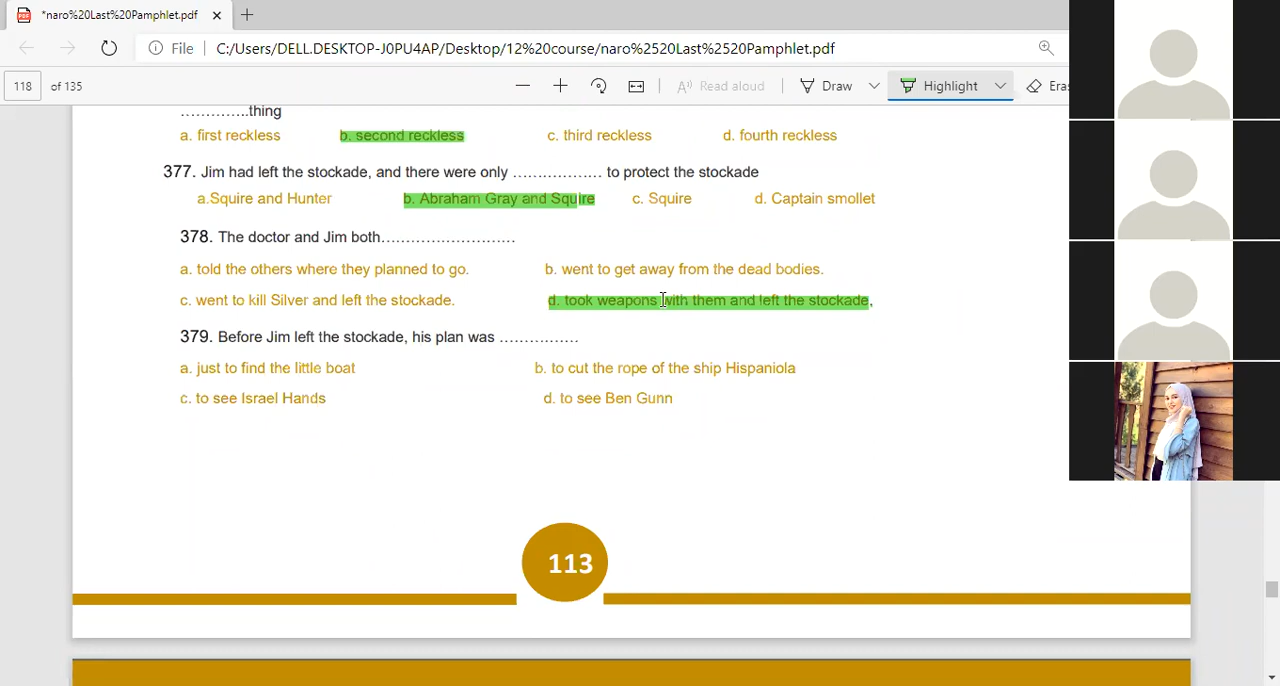 *naro%20Last%20Pamphlet.pdf
File C:/Users/DELL.DESKTOP-J0PU4AP/Desktop/12%20course/naro%2520Last%2520Pamphlet.pdf
118 of 135 Read aloud Draw Highlight Eras
…………..thing
a. first reckless b. second reckless c. third reckless d. fourth reckless
377. Jim had left the stockade, and there were only ……………… to protect the stockade
a.Squire and Hunter b. Abraham Gray and Squire c. Squire d. Captain smollet
378. The doctor and Jim both………………………
a. told the others where they planned to go. b. went to get away from the dead bodies.
c. went to kill Silver and left the stockade. d. took weapons with them and left the stockade,
379. Before Jim left the stockade, his plan was ……………
a. just to find the little boat b. to cut the rope of the ship Hispaniola
c. to see Israel Hands d. to see Ben Gunn
113